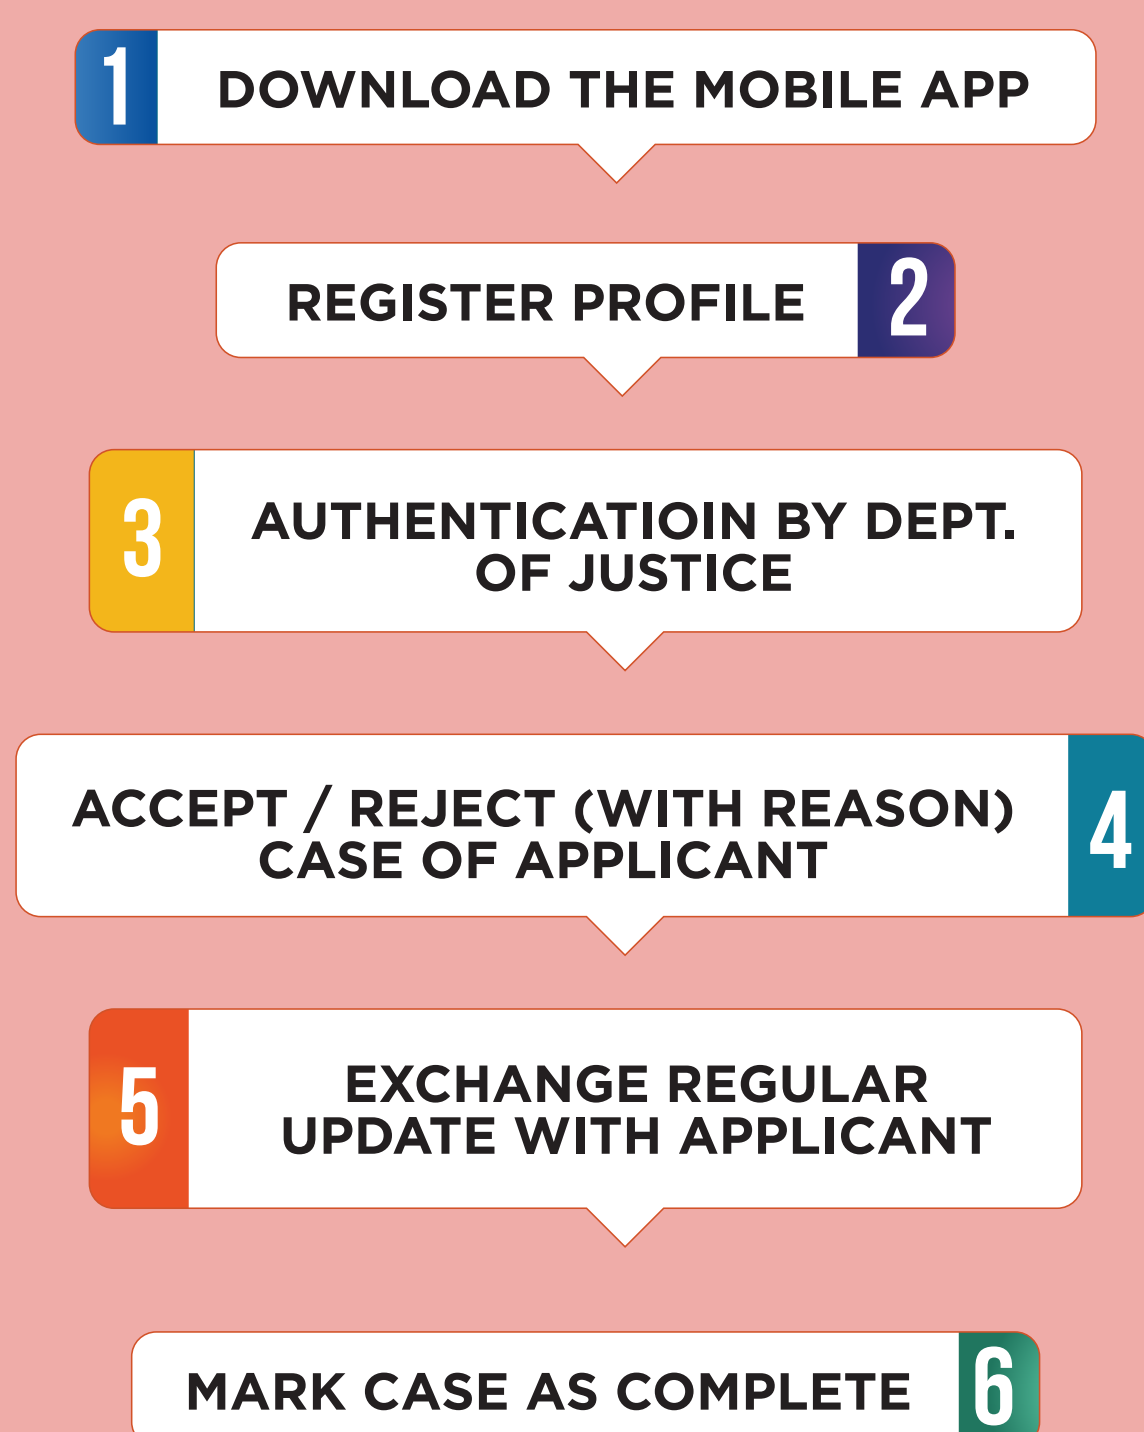 1
DOWNLOAD THE MOBILE APP
REGISTER PROFILE
2
3
AUTHENTICATIOIN BY DEPT.
OF JUSTICE
ACCEPT / REJECT (WITH REASON)
CASE OF APPLICANT
4
5
EXCHANGE REGULAR
UPDATE WITH APPLICANT
MARK CASE AS COMPLETE
6